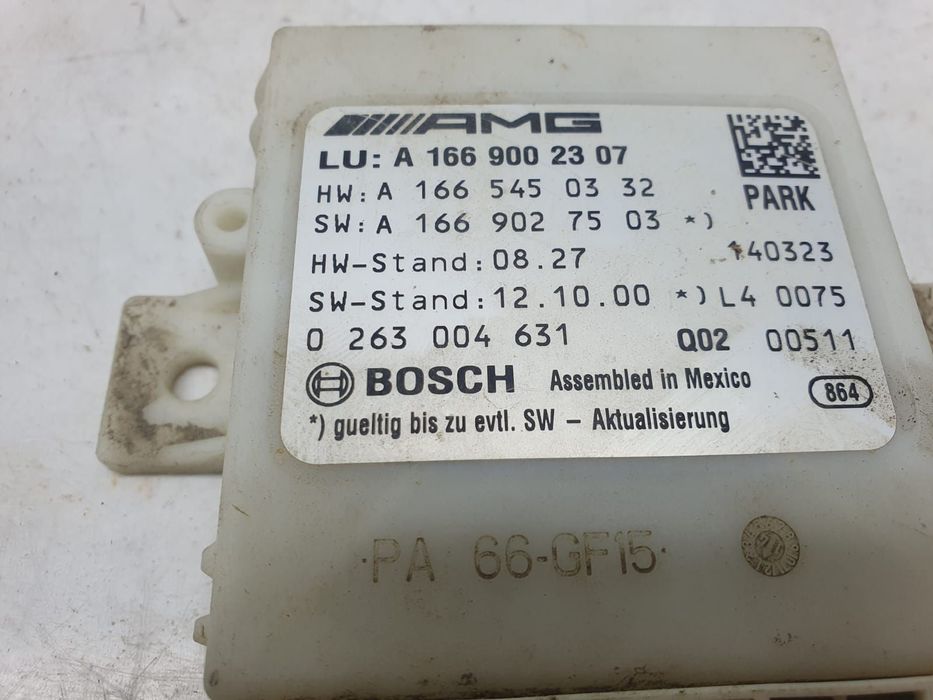 AMG
LU: A 166 900 23 07
HW: A 166 545 03 32
PARK
SW: A 166 902 75 03 *)
HW-Stand: 08.27 140323
SW-Stand: 12.10.00 *) L4 0075
0 263 004 631 Q02 00511
BOSCH Assembled in Mexico 864
*) gueltig bis zu evtl. SW - Aktualisierung
·PA 66-GF15·